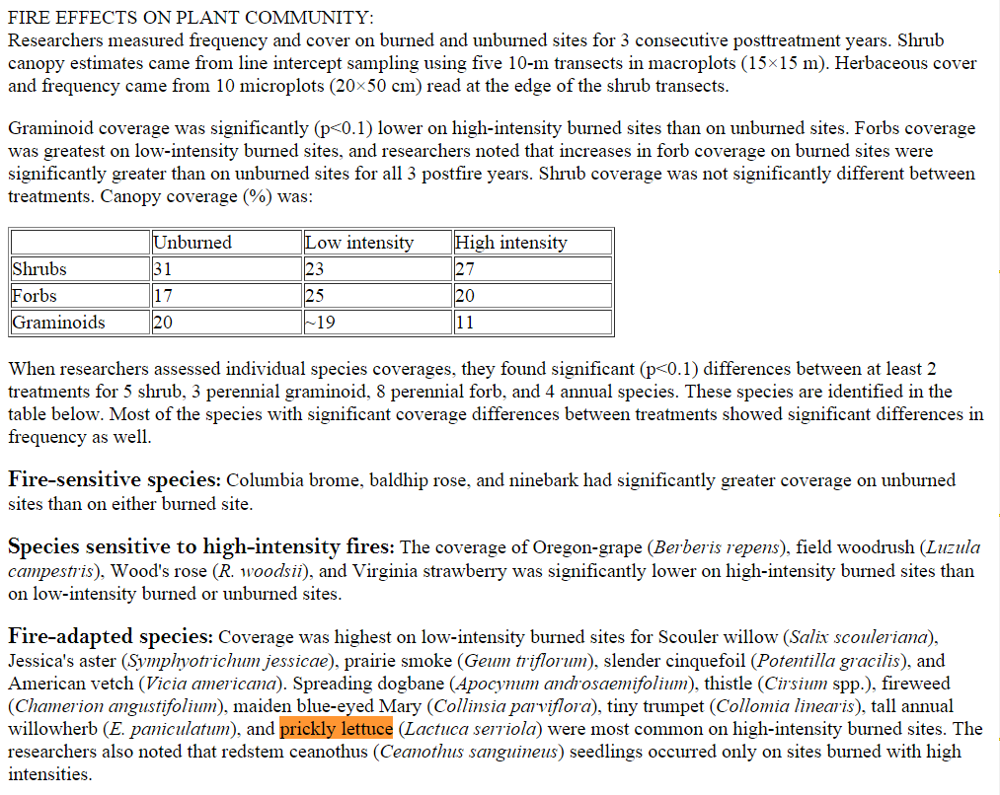 FIRE EFFECTS ON PLANT COMMUNITY:
Researchers measured frequency and cover on burned and unburned sites for 3 consecutive posttreatment years. Shrub
canopy estimates came from line intercept sampling using five 10-m transects in macroplots (15×15 m). Herbaceous cover
and frequency came from 10 microplots (20×50 cm) read at the edge of the shrub transects.
Graminoid coverage was significantly (p<0.1) lower on high-intensity burned sites than on unburned sites. Forbs coverage
was greatest on low-intensity burned sites, and researchers noted that increases in forb coverage on burned sites were
significantly greater than on unburned sites for all 3 postfire years. Shrub coverage was not significantly different between
treatments. Canopy coverage (%) was:
Unburned Low intensity High intensity
Shrubs 31 23 27
Forbs 17 25 20
Graminoids 20 ~19 11
When researchers assessed individual species coverages, they found significant (p<0.1) differences between at least 2
treatments for 5 shrub, 3 perennial graminoid, 8 perennial forb, and 4 annual species. These species are identified in the
table below. Most of the species with significant coverage differences between treatments showed significant differences in
frequency as well.
Fire-sensitive species: Columbia brome, baldhip rose, and ninebark had significantly greater coverage on unburned
sites than on either burned site.
Species sensitive to high-intensity fires: The coverage of Oregon-grape (Berberis repens), field woodrush (Luzula
campestris), Wood's rose (R. woodsii), and Virginia strawberry was significantly lower on high-intensity burned sites than
on low-intensity burned or unburned sites.
Fire-adapted species: Coverage was highest on low-intensity burned sites for Scouler willow (Salix scouleriana),
Jessica's aster (Symphyotrichum jessicae), prairie smoke (Geum triflorum), slender cinquefoil (Potentilla gracilis), and
American vetch (Vicia americana). Spreading dogbane (Apocynum androsaemifolium), thistle (Cirsium spp.), fireweed
(Chamerion angustifolium), maiden blue-eyed Mary (Collinsia parviflora), tiny trumpet (Collomia linearis), tall annual
willowherb (E. paniculatum), and prickly lettuce (Lactuca serriola) were most common on high-intensity burned sites. The
researchers also noted that redstem ceanothus (Ceanothus sanguineus) seedlings occurred only on sites burned with high
intensities.